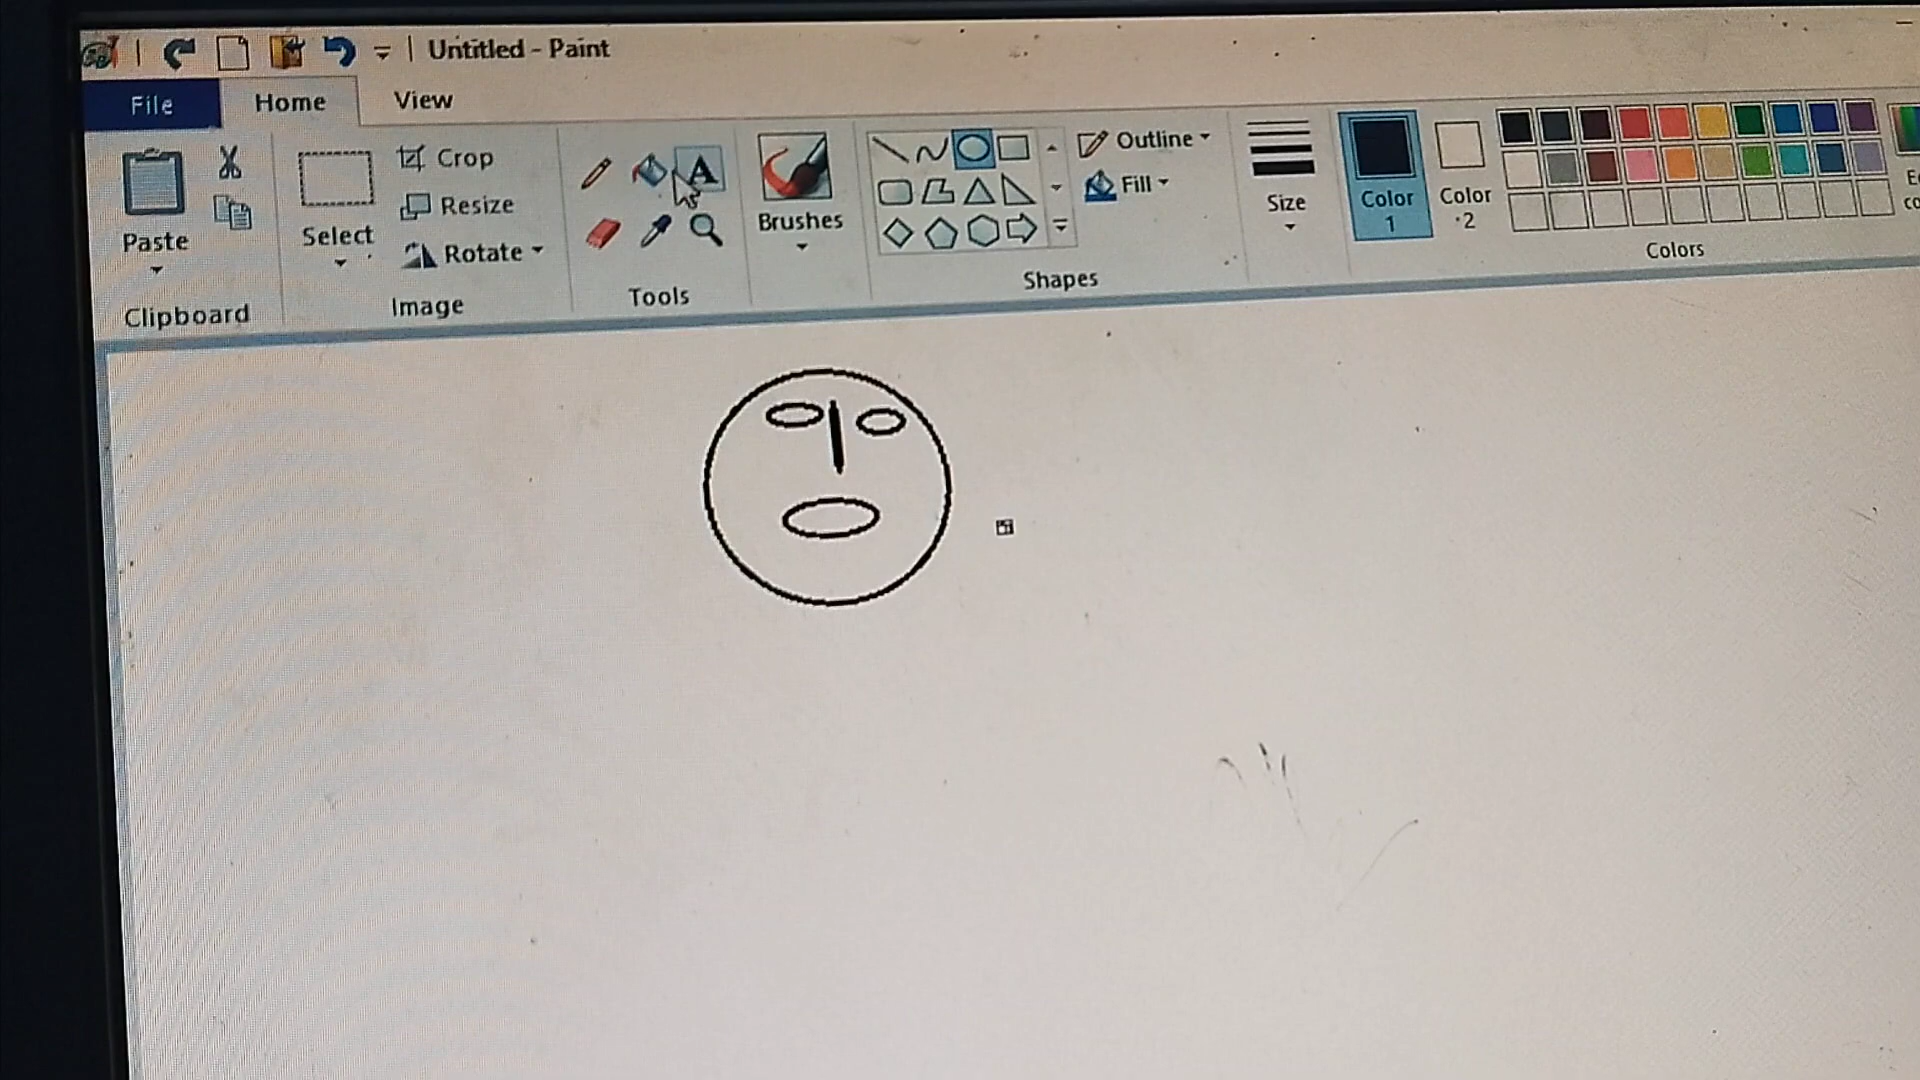 Untitled - Paint
File Home View
Paste
Clipboard
Select
Crop
Resize
Rotate
Image
A
Tools
Brushes
Outline
Fill
Shapes
Size
Color
1
Color
2
Colors